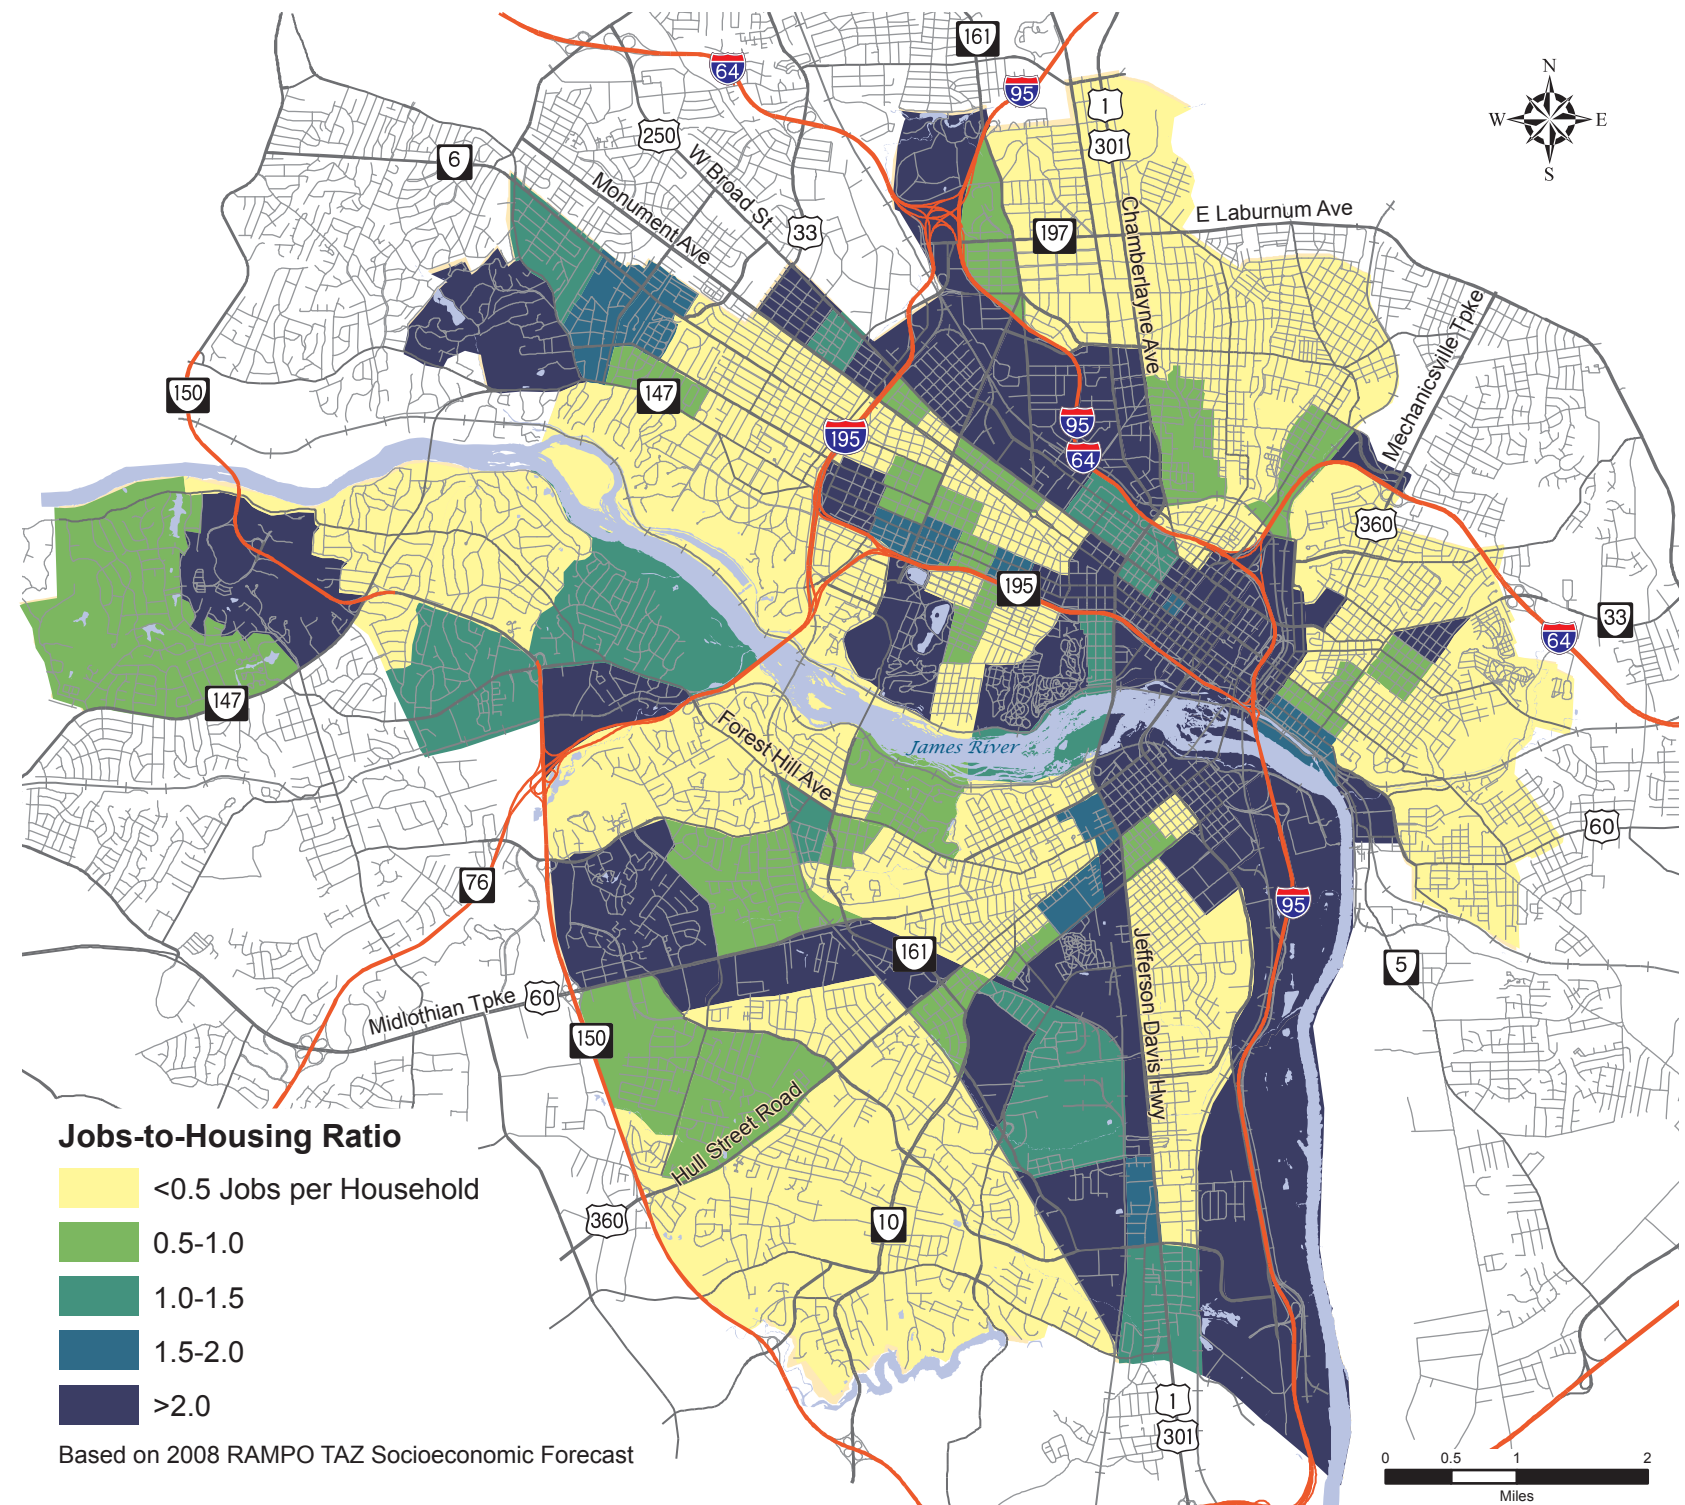 161
64
95
1
N
W E
S
250
301
6
W Broad St
Monument Ave
33
197
E Laburnum Ave
Chamberlayne Ave
Mechanicsville Tpke
150
147
195
95
64
360
195
33
64
147
Forest Hill Ave
James River
60
76
95
161
5
Jefferson Davis Hwy
Midlothian Tpke
60
150
Hull Street Road
360
10
1
301
Jobs-to-Housing Ratio
<0.5 Jobs per Household
0.5-1.0
1.0-1.5
1.5-2.0
>2.0
Based on 2008 RAMPO TAZ Socioeconomic Forecast
0 0.5 1 2
Miles